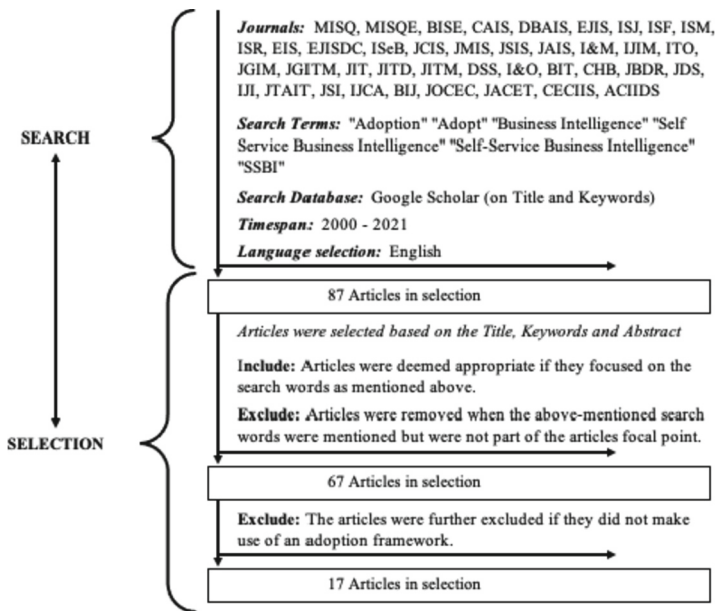 Journals: MISQ, MISQE, BISE, CAIS, DBAIS, EJIS, ISJ, ISF, ISM,
ISR, EIS, EJISDC, ISeB, JCIS, JMIS, JSIS, JAIS, I&M, IJIM, ITO,
JGIM, JGITM, JIT, JITD, JITM, DSS, I&O, BIT, CHB, JBDR, JDS,
IJI, JTAIT, JSI, IJCA, BIJ, JOCEC, JACET, CECIIS, ACIIDS
SEARCH
Search Terms: "Adoption" "Adopt" "Business Intelligence" "Self
Service Business Intelligence" "Self-Service Business Intelligence"
"SSBI"
Search Database: Google Scholar (on Title and Keywords)
Timespan: 2000 - 2021
Language selection: English
87 Articles in selection
Articles were selected based on the Title, Keywords and Abstract
Include: Articles were deemed appropriate if they focused on the
search words as mentioned above.
Exclude: Articles were removed when the above-mentioned search
words were mentioned but were not part of the articles focal point.
SELECTION
67 Articles in selection
Exclude: The articles were further excluded if they did not make
use of an adoption framework.
17 Articles in selection